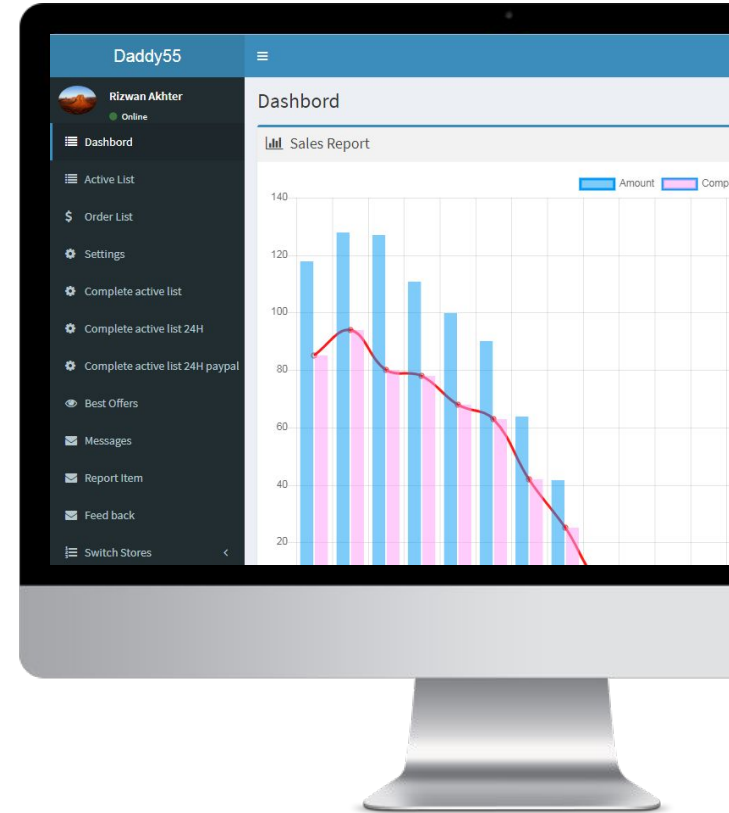 Daddy55
Rizwan Akhter
Online
Dashbord
Active List
Order List
Settings
Complete active list
Complete active list 24H
Complete active list 24H paypal
Best Offers
Messages
Report Item
Feed back
Switch Stores
Dashbord
Sales Report
Amount Comp
140
120
100
80
60
40
20